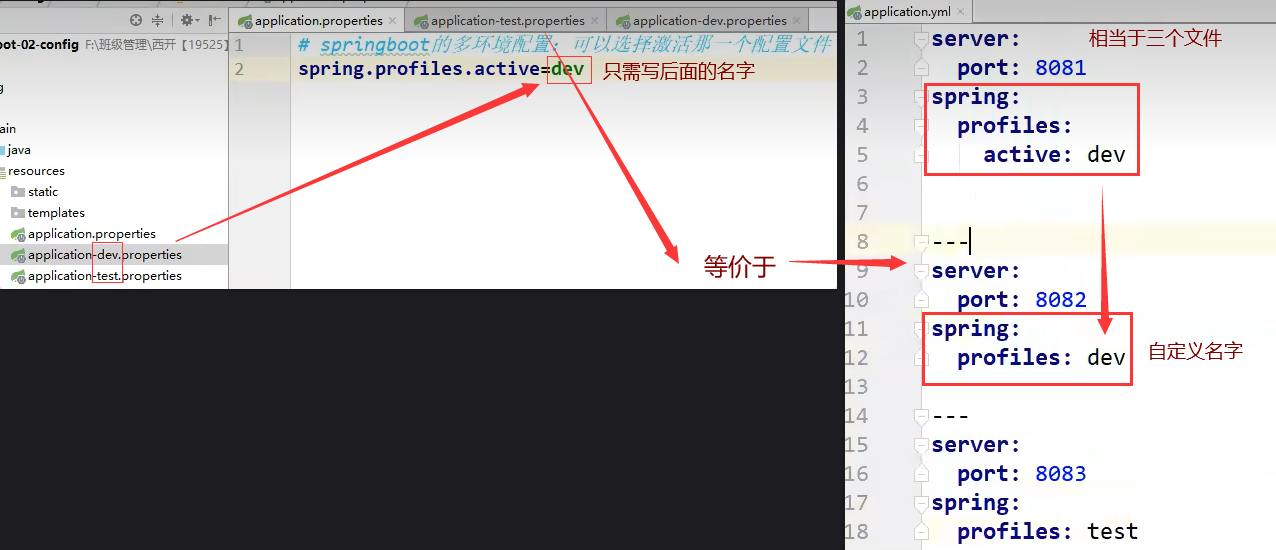 application.properties
application-test.properties
application-dev.properties
oot-02-config F:\班级管理\西开【19525】
java
resources
static
templates
application.properties
application-dev.properties
application-test.properties
1 # springboot的多环境配置：可以选择激活那一个配置文件
2 spring.profiles.active=dev
只需写后面的名字
等价于
application.yml
1 server:
相当于三个文件
2 port: 8081
3 spring:
4 profiles:
5 active: dev
6
7
8 ---
9 server:
10 port: 8082
11 spring:
12 profiles: dev
自定义名字
13
14 ---
15 server:
16 port: 8083
17 spring:
18 profiles: test